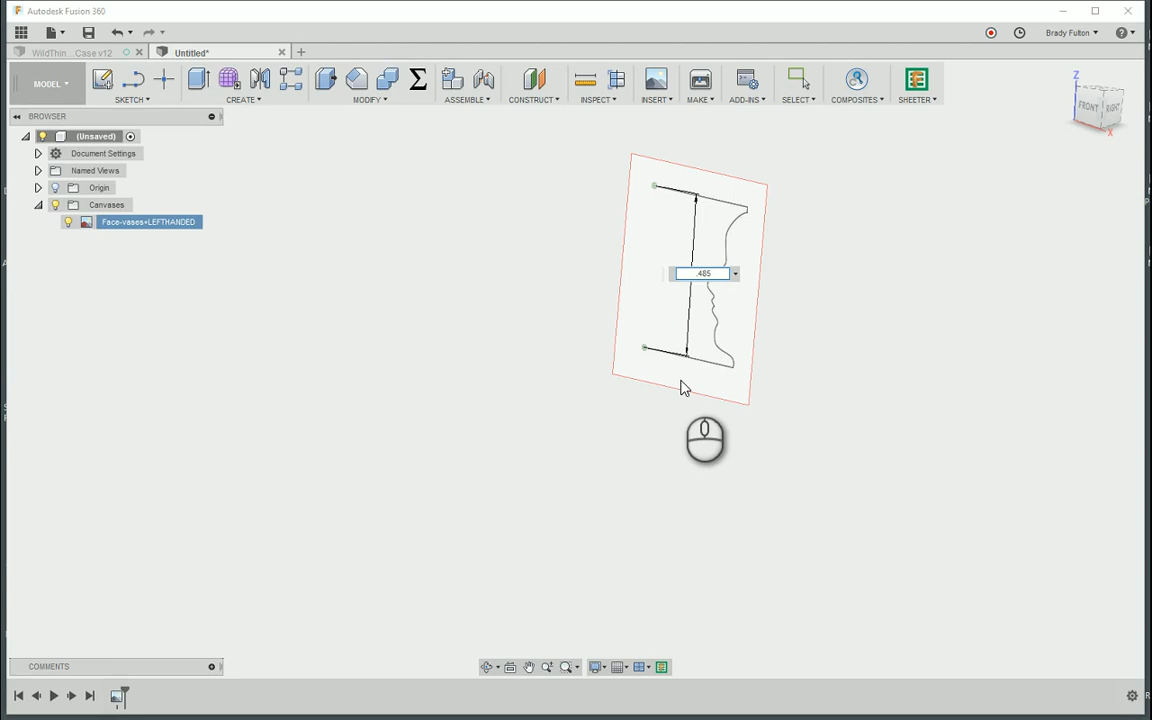 Autodesk Fusion 360
Brady Fulton
WildThin...Case v12
Untitled*
MODEL
SKETCH
CREATE
MODIFY
ASSEMBLE
CONSTRUCT
INSPECT
INSERT
MAKE
ADD-INS
SELECT
COMPOSITES
SHEETER
Z
FRONT
RIGHT
X
BROWSER
(Unsaved)
Document Settings
Named Views
Origin
Canvases
Face-vases+LEFTHANDED
.485
COMMENTS